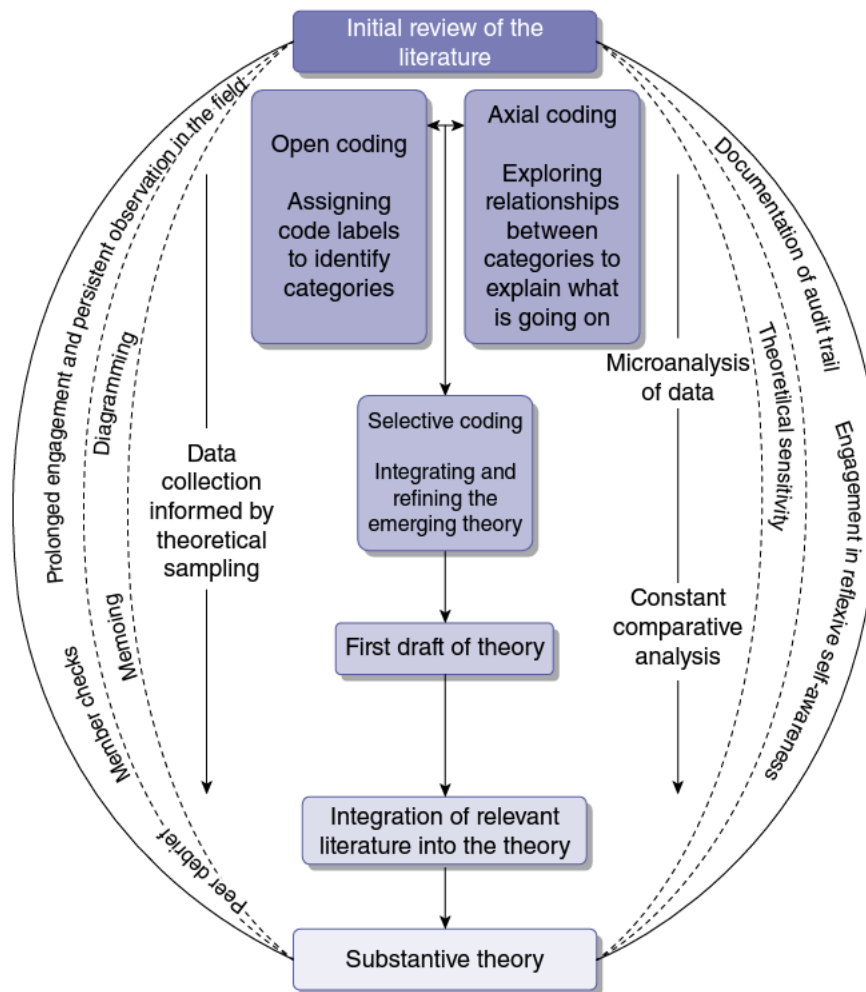 Initial review of the
literature
Open coding
Assigning
code labels
to identify
categories
Axial coding
Exploring
relationships
between
categories to
explain what
is going on
Prolonged engagement and persistent observation in the field
Diagramming
Memoing
Member checks
Peer debrief
Data
collection
informed by
theoretical
sampling
Selective coding
Integrating and
refining the
emerging theory
Microanalysis
of data
Constant
comparative
analysis
Theoretilcal sensitivity
Documentation of audit trail
Engagement in reflexive self-awareness
First draft of theory
Integration of relevant
literature into the theory
Substantive theory